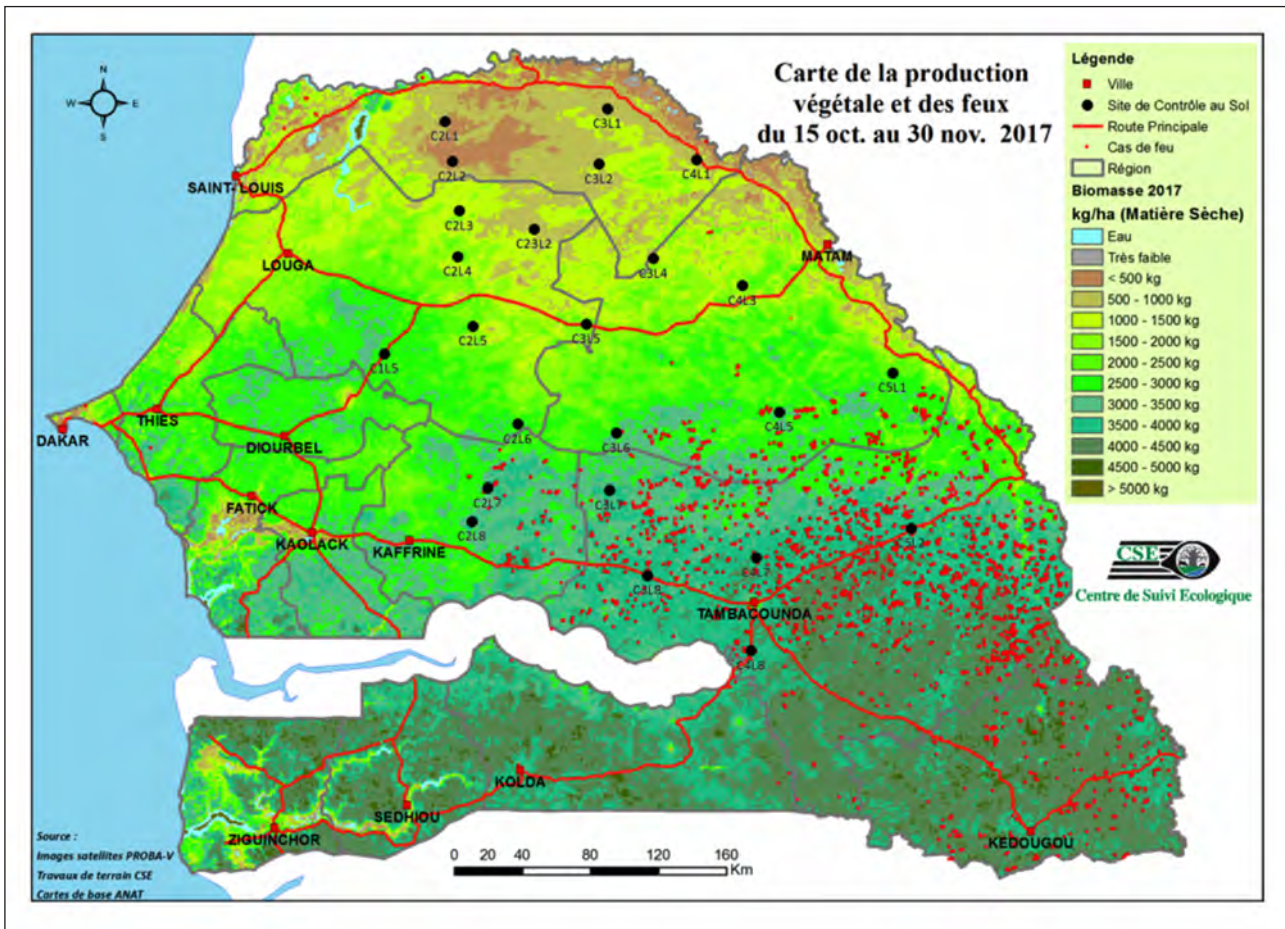 Carte de la production
végétale et des feux
du 15 oct. au 30 nov. 2017
N
W
E
S
Légende
Ville
Site de Contrôle au Sol
Route Principale
Cas de feu
Région
Biomasse 2017
kg/ha (Matière Sèche)
Eau
Très faible
< 500 kg
500 - 1000 kg
1000 - 1500 kg
1500 - 2000 kg
2000 - 2500 kg
2500 - 3000 kg
3000 - 3500 kg
3500 - 4000 kg
4000 - 4500 kg
4500 - 5000 kg
> 5000 kg
C2L1
C3L1
C2L2
C3L2
C4L1
SAINT-LOUIS
C2L3
C23L2
MATAM
LOUGA
C2L4
C3L4
C4L3
C2L5
C3L5
C1L5
C5L1
THIES
DAKAR
DIOURBEL
C2L6
C3L6
C4L5
FATICK
C2L7
C3L7
KAOLACK
C2L8
KAFFRINE
C4L7
C3L8
TAMBACOUNDA
C4L8
CSE
Centre de Suivi Ecologique
KOLDA
SEDHIOU
ZIGUINCHOR
KEDOUGOU
Source :
Images satellites PROBA-V
Travaux de terrain CSE
Cartes de base ANAT
0 20 40 80 120 160
Km